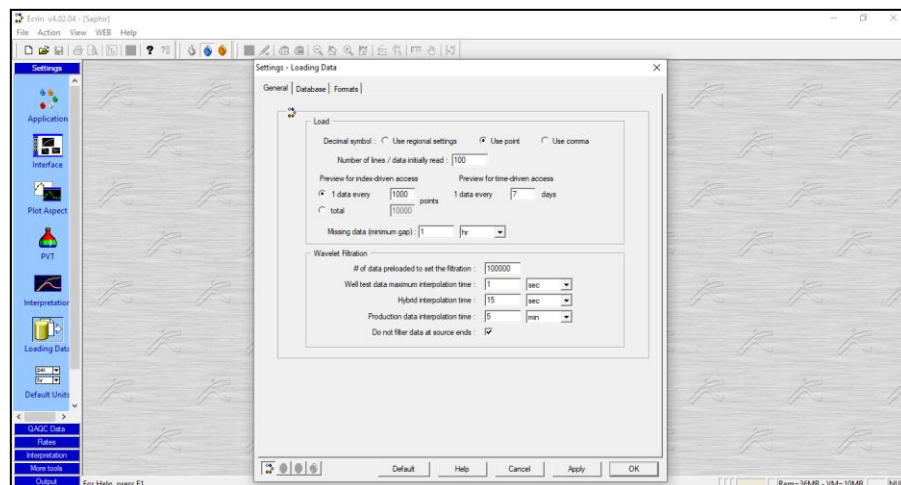 Ecrin v4.02.04 - [Saphir]
File Action View WEB Help
Settings
Application
Interface
Plot Aspect
PVT
Interpretation
Loading Data
Default Units
QAQC Data
Rates
Interpretation
More tools
Output
Settings - Loading Data
General Database Formats
Load
Decimal symbol : Use regional settings Use point Use comma
Number of lines / data initially read : 100
Preview for index-driven access Preview for time-driven access
1 data every 1000 points 1 data every 7 days
total 10000
Missing data (minimum gap) : 1 hr
Wavelet Filtration
# of data preloaded to set the filtration : 100000
Well test data maximum interpolation time : 1 sec
Hybrid interpolation time : 15 sec
Production data interpolation time : 5 min
Do not filter data at source ends :
Default Help Cancel Apply OK
For Help, press F1
Ram=36MB - VM=10MB NU